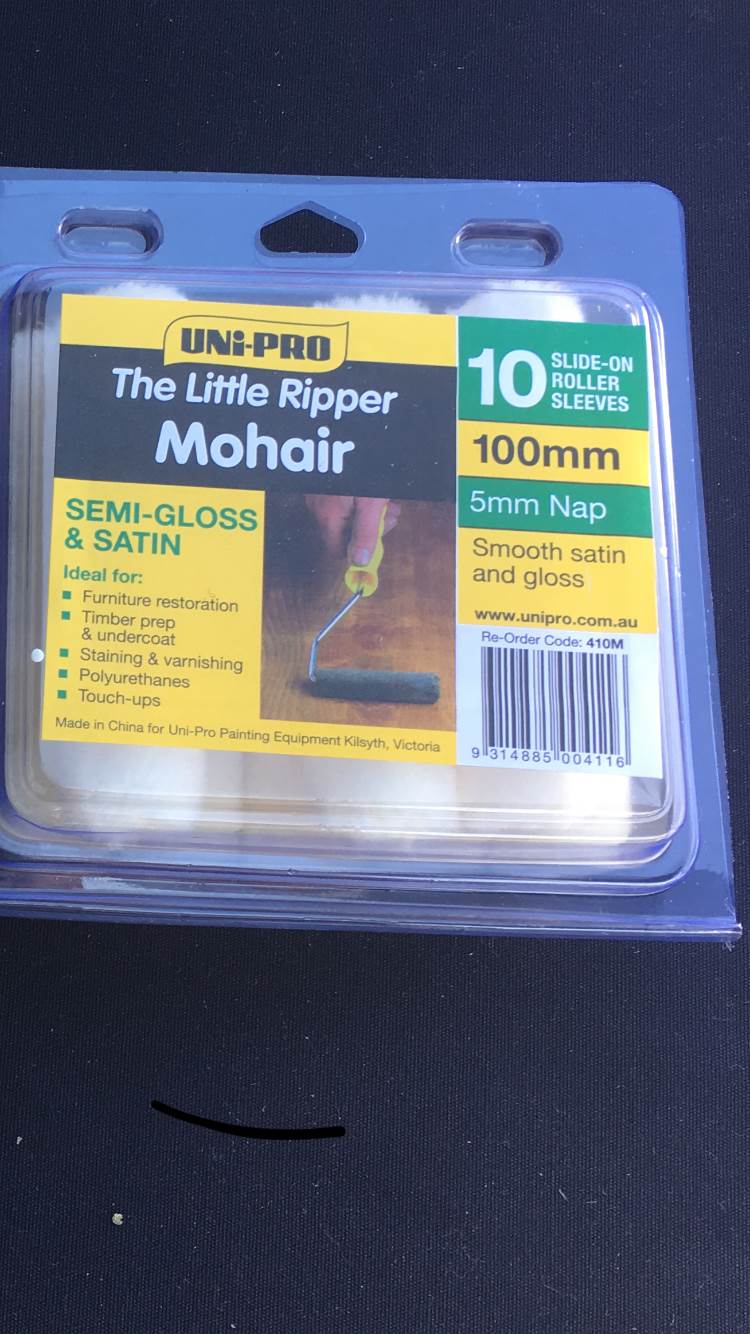 UNi-PRO
The Little Ripper
Mohair
SEMI-GLOSS
& SATIN
Ideal for:
Furniture restoration
Timber prep
& undercoat
Staining & varnishing
Polyurethanes
Touch-ups
Made in China for Uni-Pro Painting Equipment Kilsyth, Victoria
10 SLIDE-ON
ROLLER
SLEEVES
100mm
5mm Nap
Smooth satin
and gloss
www.unipro.com.au
Re-Order Code: 410M
9 314885 004116